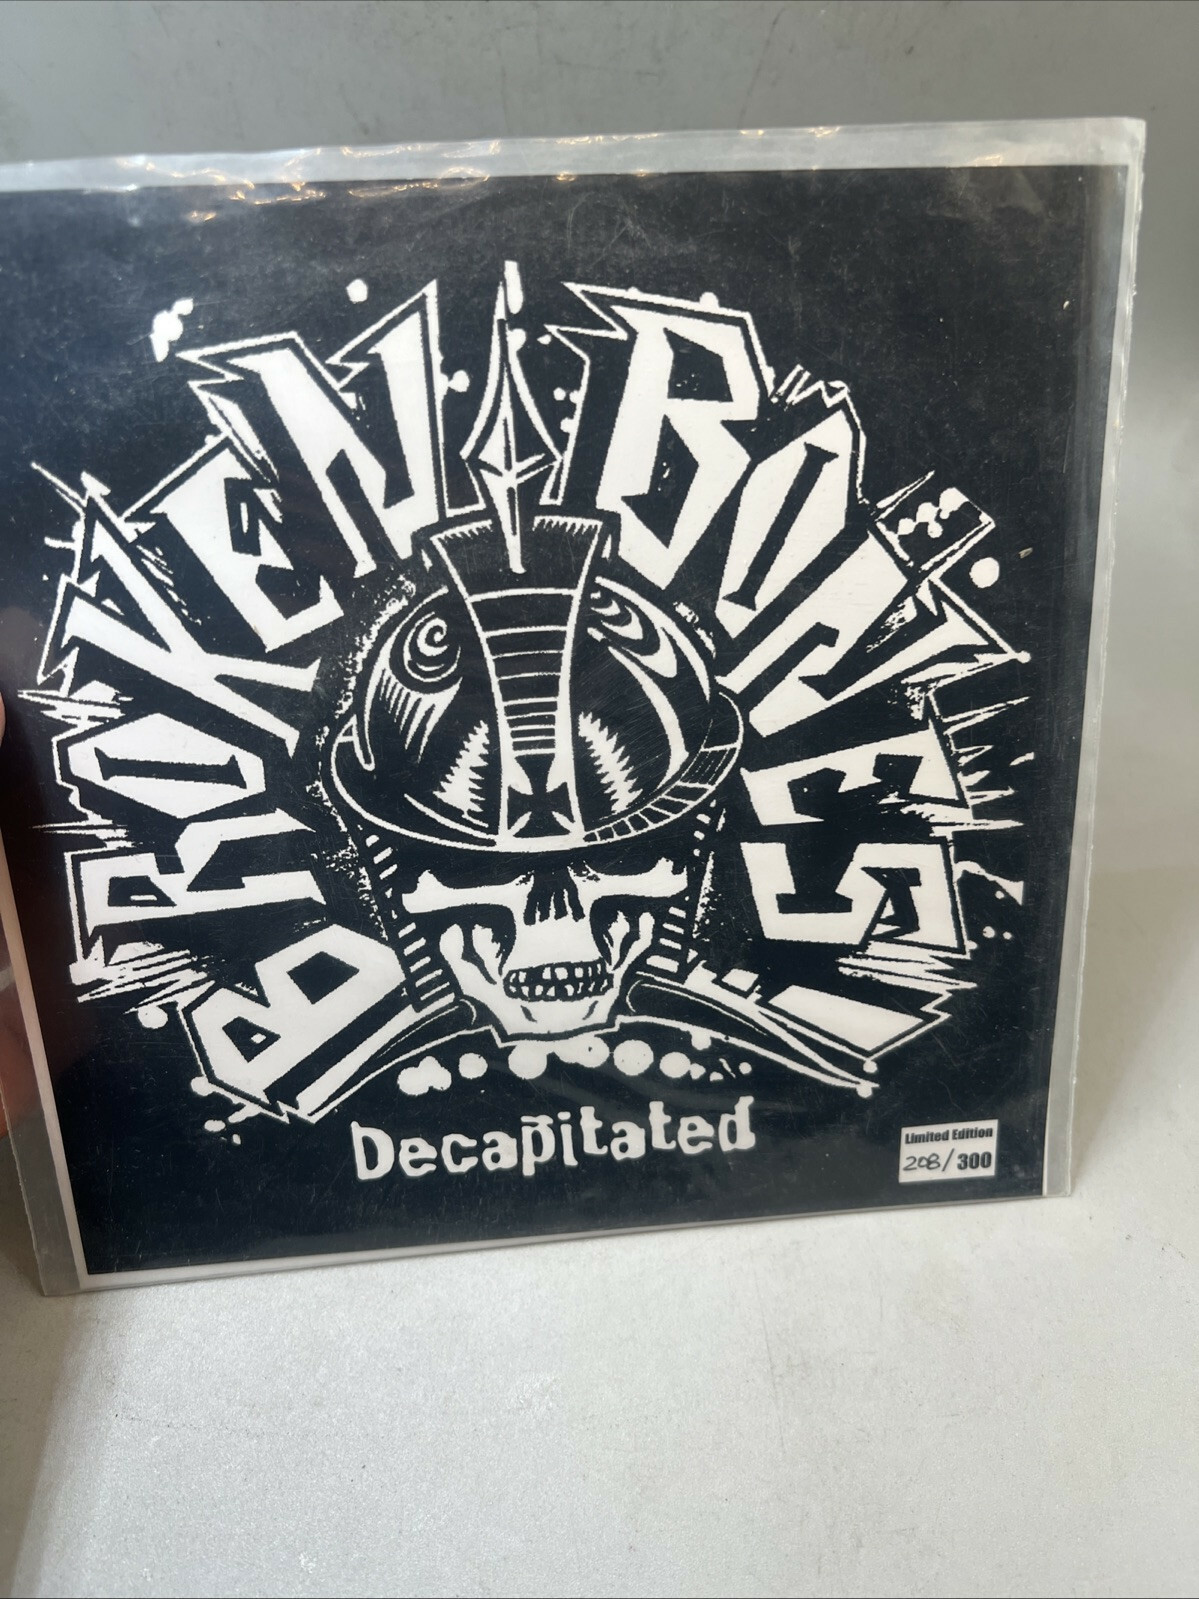 BROKEN BONES
Decapitated
Limited Edition
208/300